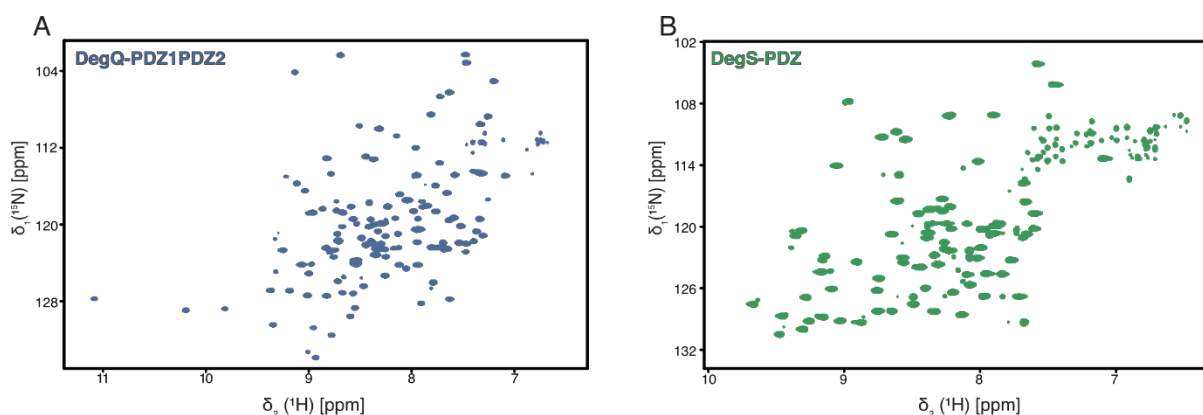 A
DegQ-PDZ1PDZ2
104
112
120
128
δ₁(¹⁵N) [ppm]
11 10 9 8 7
δ₂ (¹H) [ppm]
B
DegS-PDZ
102
108
114
120
126
132
δ₁(¹⁵N) [ppm]
10 9 8 7
δ₂ (¹H) [ppm]